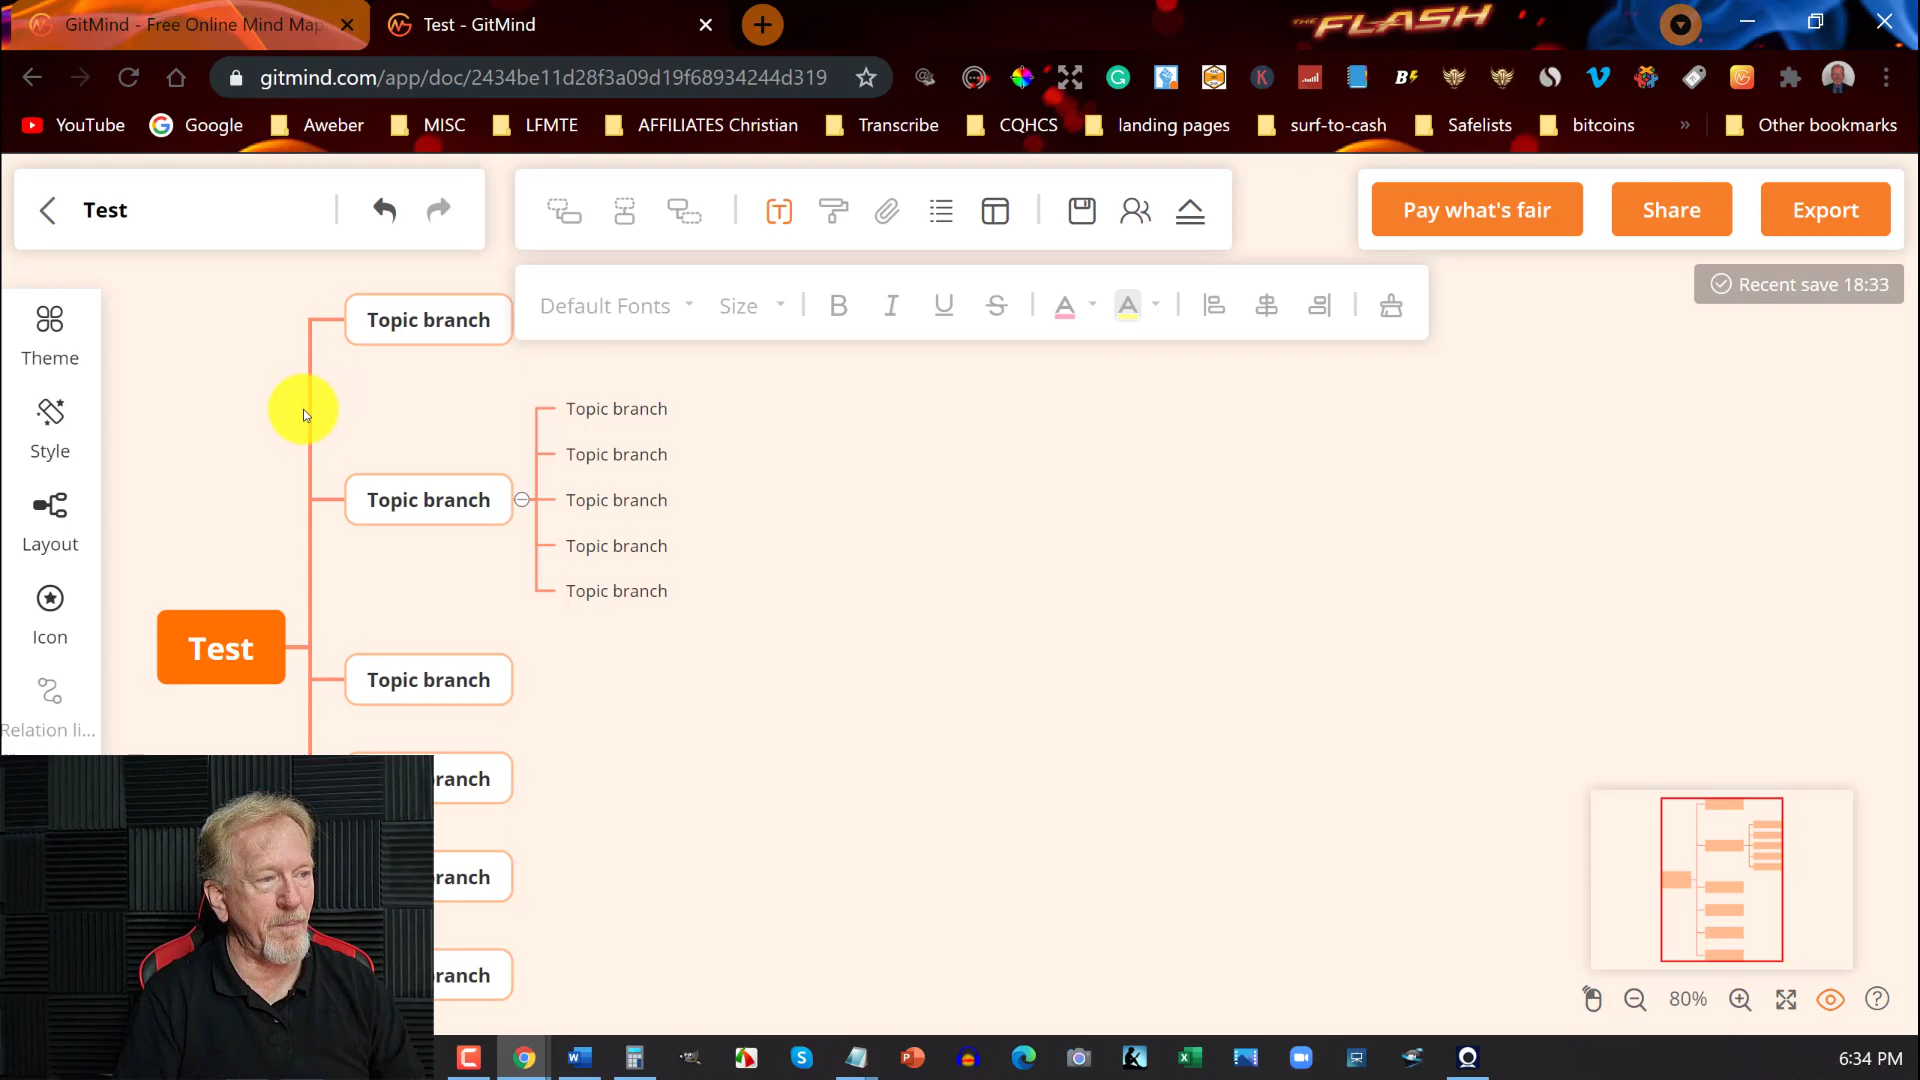 GitMind - Free Online Mind Map
Test - GitMind
THE FLASH
gitmind.com/app/doc/2434be11d28f3a09d19f68934244d319
YouTube
Google
Aweber
MISC
LFMTE
AFFILIATES Christian
Transcribe
CQHCS
landing pages
surf-to-cash
Safelists
bitcoins
»
Other bookmarks
Test
Pay what's fair
Share
Export
Default Fonts
Size
B
I
U
S
A
A
Recent save 18:33
Theme
Style
Layout
Icon
Relation li...
Topic branch
Topic branch
Topic branch
Topic branch
Topic branch
Topic branch
Topic branch
Test
Topic branch
ranch
ranch
ranch
80%
6:34 PM